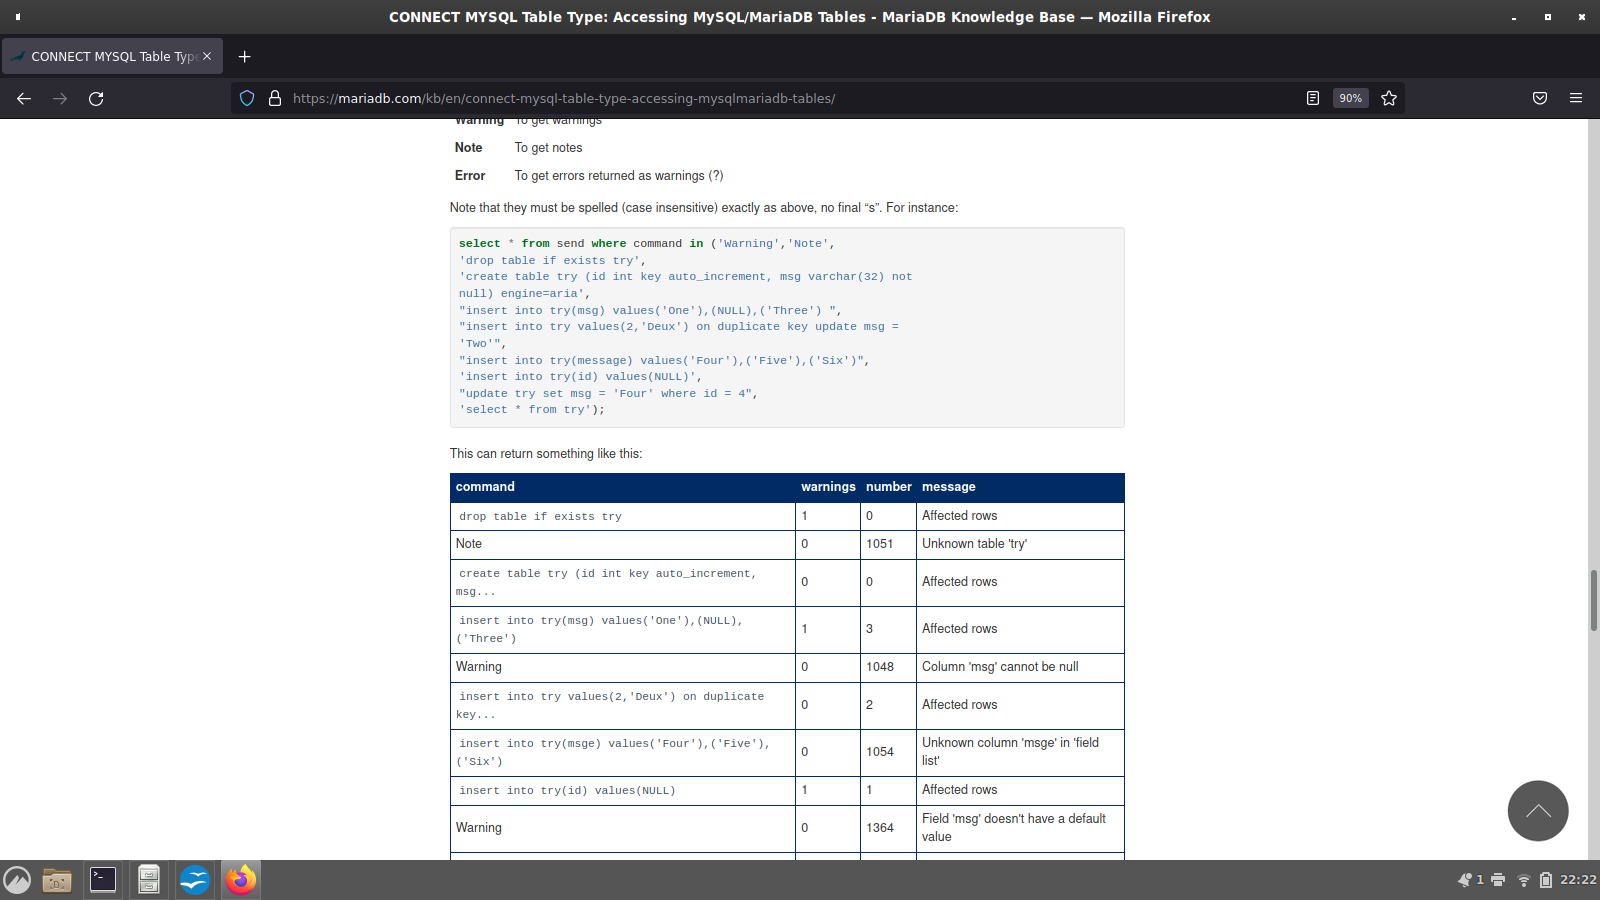 CONNECT MYSQL Table Type: Accessing MySQL/MariaDB Tables - MariaDB Knowledge Base — Mozilla Firefox
CONNECT MYSQL Table Type
https://mariadb.com/kb/en/connect-mysql-table-type-accessing-mysqlmariadb-tables/
90%
Warning To get warnings
Note To get notes
Error To get errors returned as warnings (?)
Note that they must be spelled (case insensitive) exactly as above, no final “s”. For instance:
select * from send where command in ('Warning','Note',
'drop table if exists try',
'create table try (id int key auto_increment, msg varchar(32) not
null) engine=aria',
"insert into try(msg) values('One'),(NULL),('Three') ",
"insert into try values(2,'Deux') on duplicate key update msg =
'Two'",
"insert into try(message) values('Four'),('Five'),('Six')",
'insert into try(id) values(NULL)',
"update try set msg = 'Four' where id = 4",
'select * from try');
This can return something like this:
command warnings number message
drop table if exists try 1 0 Affected rows
Note 0 1051 Unknown table 'try'
create table try (id int key auto_increment,
msg... 0 0 Affected rows
insert into try(msg) values('One'),(NULL),
('Three') 1 3 Affected rows
Warning 0 1048 Column 'msg' cannot be null
insert into try values(2,'Deux') on duplicate
key... 0 2 Affected rows
insert into try(msge) values('Four'),('Five'),
('Six') 0 1054 Unknown column 'msge' in 'field
list'
insert into try(id) values(NULL) 1 1 Affected rows
Warning 0 1364 Field 'msg' doesn't have a default
value
1
22:22